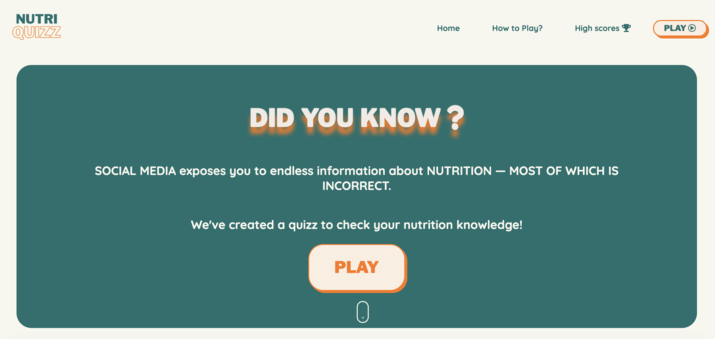 NUTRI
QUIZZ
Home
How to Play?
High scores
PLAY
DID YOU KNOW ?
SOCIAL MEDIA exposes you to endless information about NUTRITION — MOST OF WHICH IS
INCORRECT.
We've created a quiz to check your nutrition knowledge!
PLAY